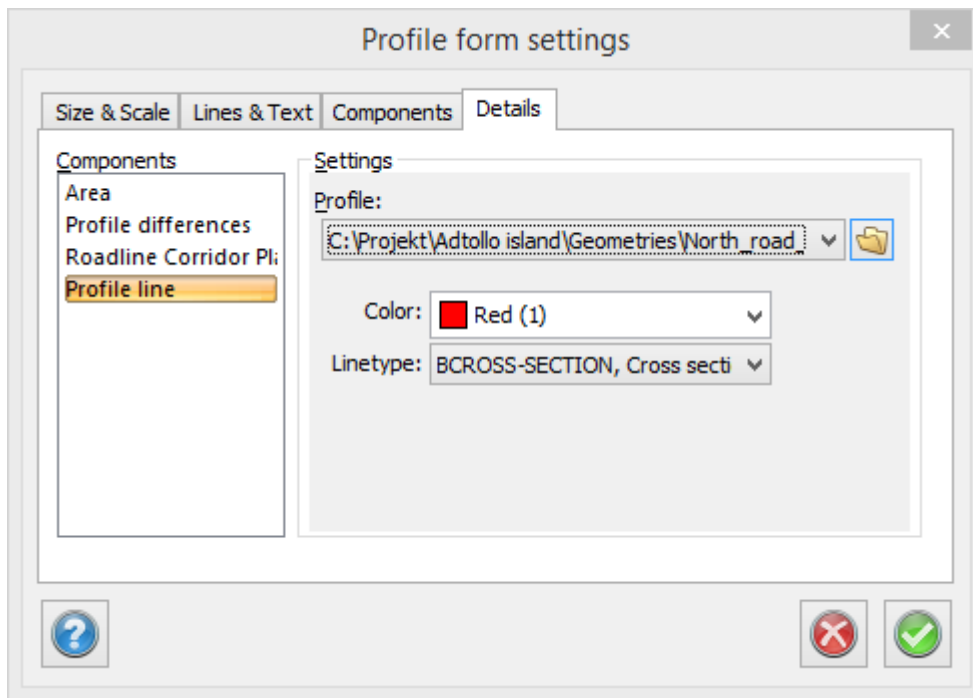 Profile form settings
Size & Scale
Lines & Text
Components
Details
Components
Area
Profile differences
Roadline Corridor Pl
Profile line
Settings
Profile:
C:\Projekt\Adtollo island\Geometries\North_road_
Color:
Red (1)
Linetype:
BCROSS-SECTION, Cross secti